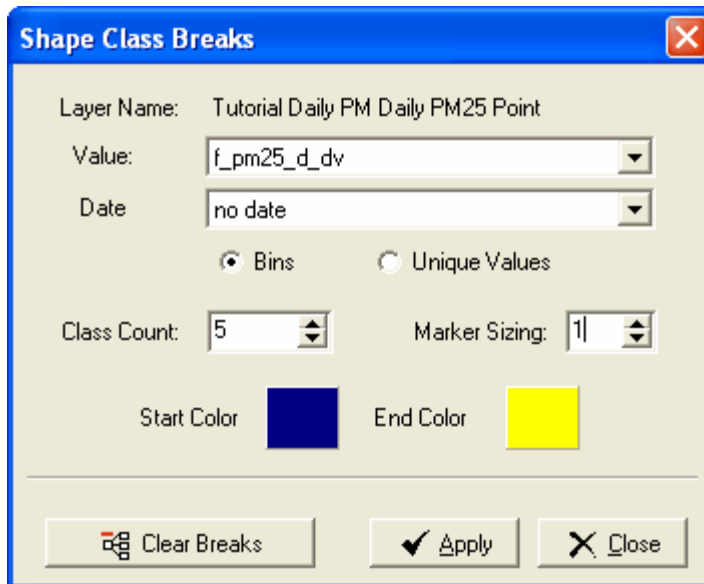 Shape Class Breaks
Layer Name: Tutorial Daily PM Daily PM25 Point
Value: f_pm25_d_dv
Date no date
Bins Unique Values
Class Count: 5 Marker Sizing: 1
Start Color End Color
Clear Breaks Apply Close